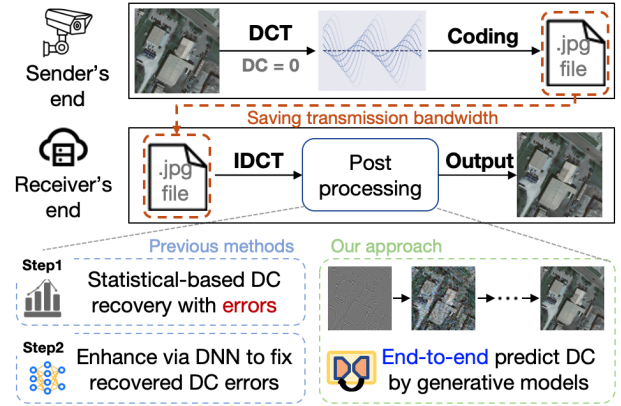 Sender's
end
DCT
DC = 0
Coding
.jpg
file
Saving transmission bandwidth
Receiver's
end
.jpg
file
IDCT
Post
processing
Output
Previous methods
Step1
Statistical-based DC
recovery with errors
Step2
Enhance via DNN to fix
recovered DC errors
Our approach
End-to-end predict DC
by generative models